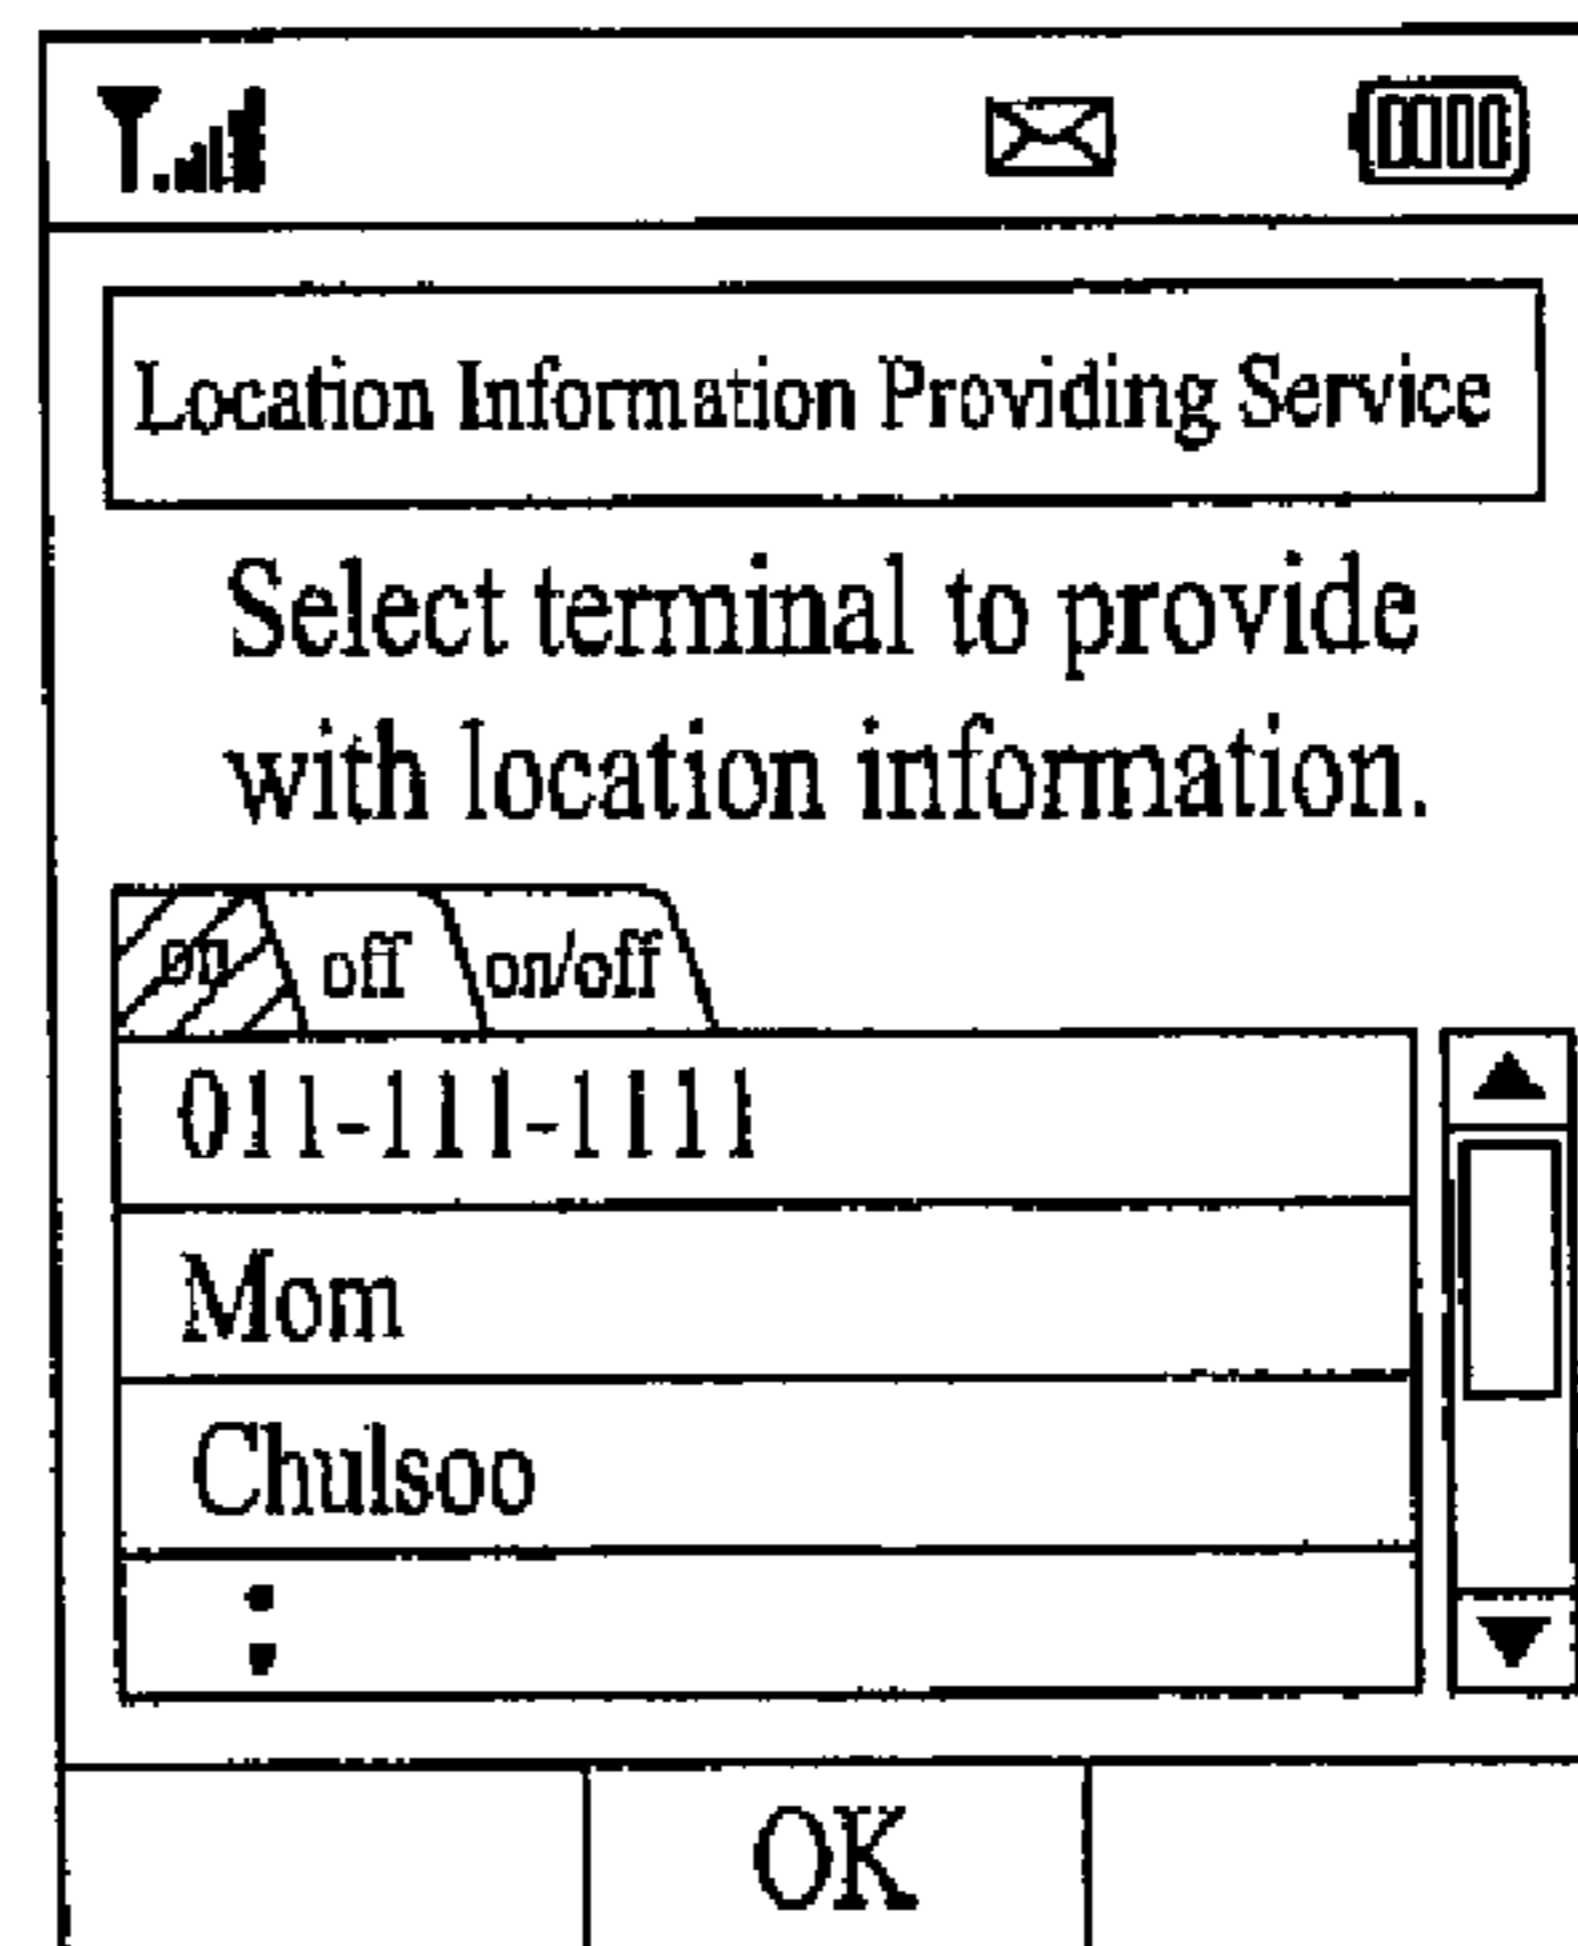 Location Information Providing Service
Select terminal to provide
with location information.
on off on/off
011-111-1111
Mom
Chulsoo
:
OK